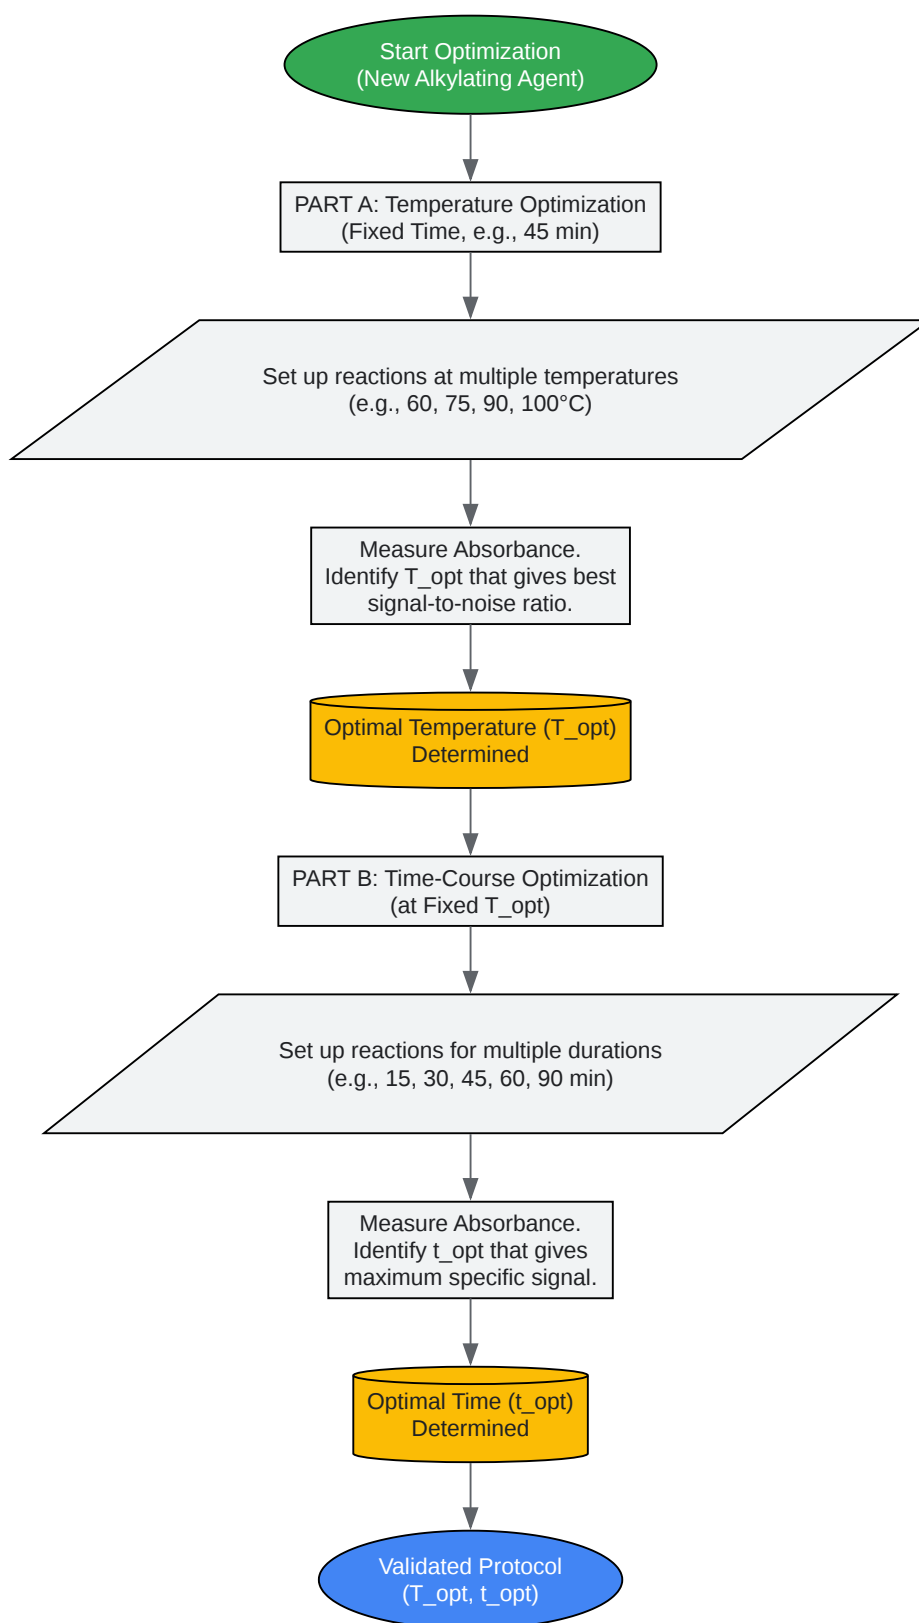 Start Optimization
(New Alkylating Agent)
PART A: Temperature Optimization
(Fixed Time, e.g., 45 min)
Set up reactions at multiple temperatures
(e.g., 60, 75, 90, 100°C)
Measure Absorbance.
Identify T_opt that gives best
signal-to-noise ratio.
Optimal Temperature (T_opt)
Determined
PART B: Time-Course Optimization
(at Fixed T_opt)
Set up reactions for multiple durations
(e.g., 15, 30, 45, 60, 90 min)
Measure Absorbance.
Identify t_opt that gives
maximum specific signal.
Optimal Time (t_opt)
Determined
Validated Protocol
(T_opt, t_opt)